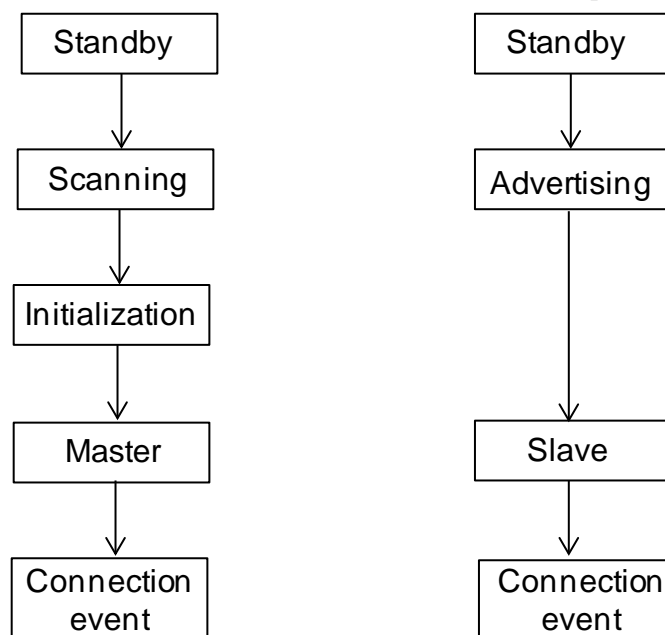 Standby
Scanning
Initialization
Master
Connection
event
Standby
Advertising
Slave
Connection
event